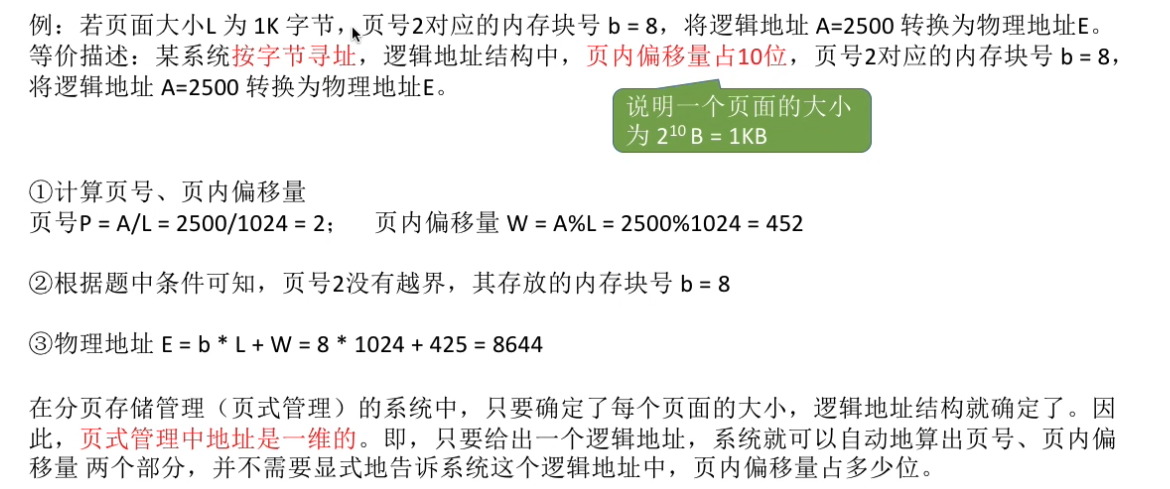 例：若页面大小L 为 1K 字节，页号2对应的内存块号 b = 8，将逻辑地址 A=2500 转换为物理地址E。
等价描述：某系统按字节寻址，逻辑地址结构中，页内偏移量占10位，页号2对应的内存块号 b = 8，
将逻辑地址 A=2500 转换为物理地址E。
说明一个页面的大小
为 2¹⁰ B = 1KB
①计算页号、页内偏移量
页号P = A/L = 2500/1024 = 2； 页内偏移量 W = A%L = 2500%1024 = 452
②根据题中条件可知，页号2没有越界，其存放的内存块号 b = 8
③物理地址 E = b * L + W = 8 * 1024 + 425 = 8644
在分页存储管理（页式管理）的系统中，只要确定了每个页面的大小，逻辑地址结构就确定了。因
此，页式管理中地址是一维的。即，只要给出一个逻辑地址，系统就可以自动地算出页号、页内偏
移量 两个部分，并不需要显式地告诉系统这个逻辑地址中，页内偏移量占多少位。